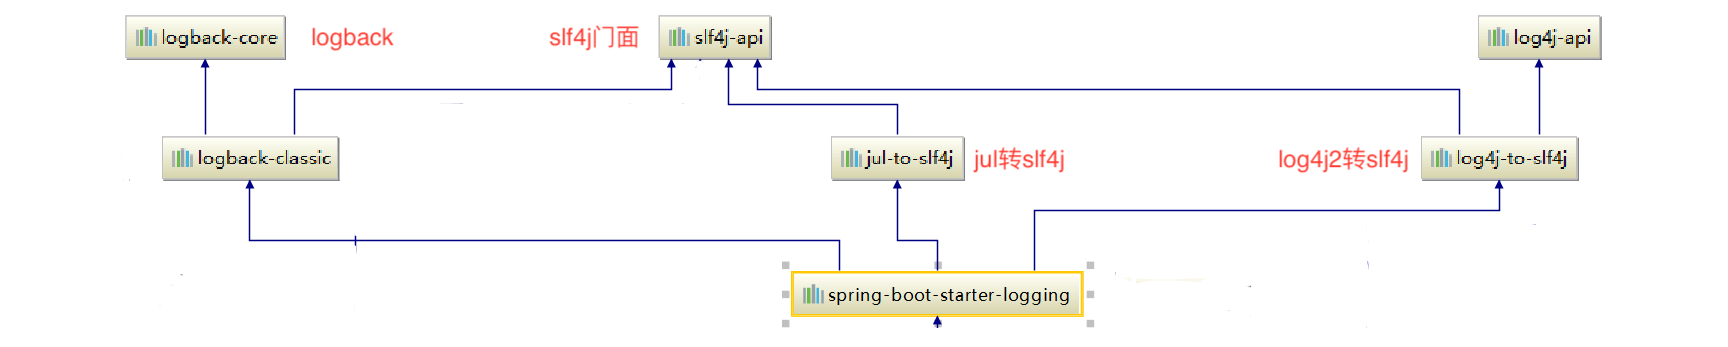 logback-core
logback
slf4j门面
slf4j-api
log4j-api
logback-classic
jul-to-slf4j
jul转slf4j
log4j2转slf4j
log4j-to-slf4j
spring-boot-starter-logging